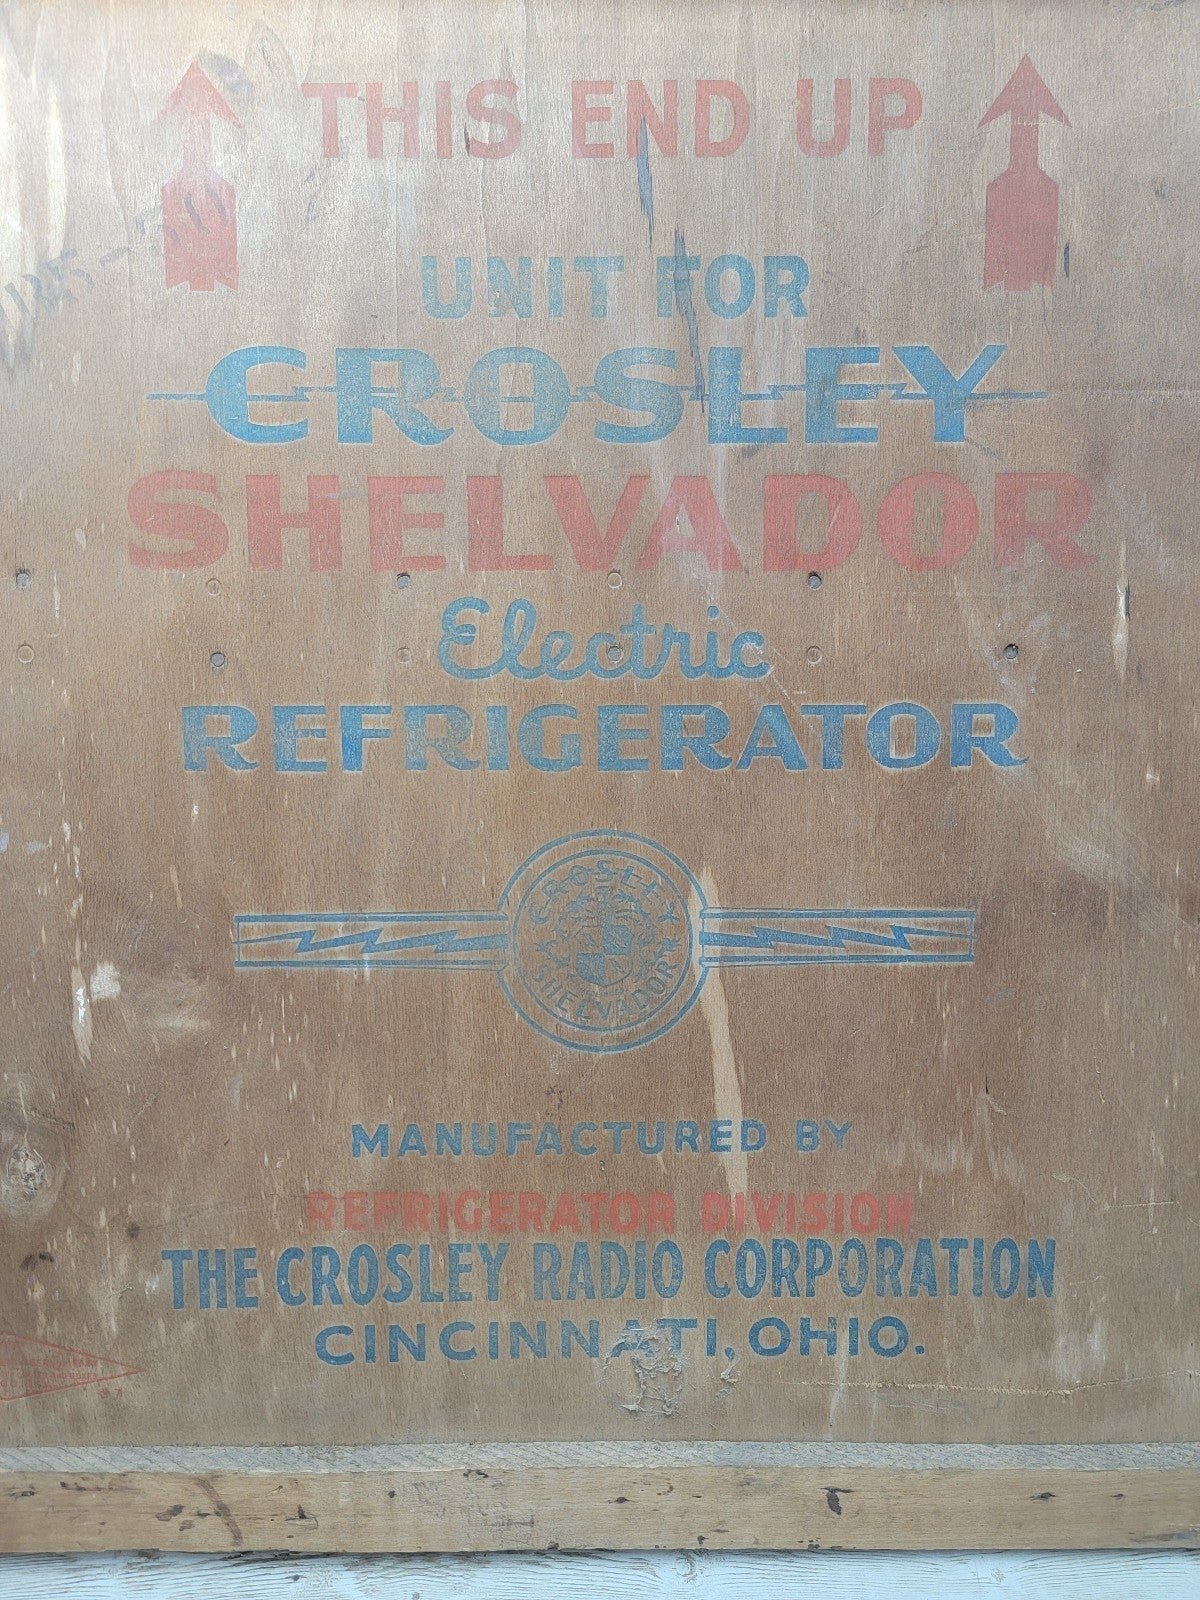 THIS END UP
UNIT FOR
CROSLEY
SHELVADOR
Electric
REFRIGERATOR
CROSLEY
SHELVADOR
MANUFACTURED BY
REFRIGERATOR DIVISION
THE CROSLEY RADIO CORPORATION
CINCINNATI, OHIO.
37